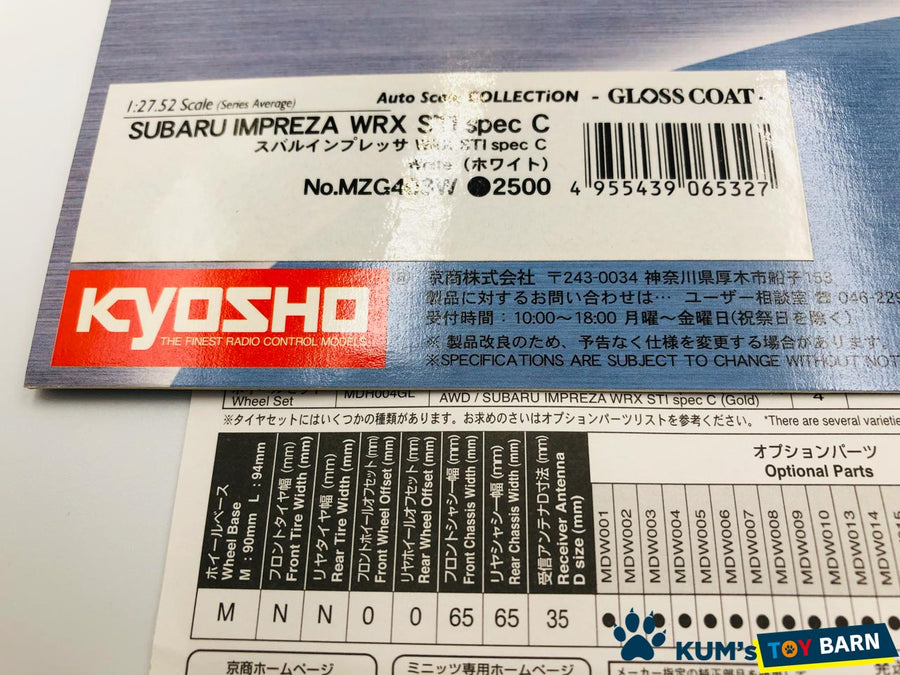 1:27.52 Scale (Series Average)
Auto Scale COLLECTiON - GLOSS COAT -
SUBARU IMPREZA WRX STI spec C
スバルインプレッサ WRX STI spec C
White (ホワイト)
No.MZG403W ●2500
4 955439 065327
KYOSHO
THE FINEST RADIO CONTROL MODELS
京商株式会社 〒243-0034 神奈川県厚木市船子153
製品に対するお問い合わせは… ユーザー相談室 ☎ 046-229
受付時間：10:00～18:00 月曜～金曜日(祝祭日を除く)
※ 製品改良のため、予告なく仕様を変更する場合があります。
※SPECIFICATIONS ARE SUBJECT TO CHANGE WITHOUT NOT
Wheel Set MDH004GL AWD / SUBARU IMPREZA WRX STI spec C (Gold) 4
※タイヤセットにはいくつかの種類があります。お求めのさいはオプションパーツリストを参考ください。 *There are several varietie
ホイールベース
Wheel Base
M：90mm L：94mm
フロントタイヤ幅 (mm)
Front Tire Width (mm)
リヤタイヤ幅 (mm)
Rear Tire Width (mm)
フロントホイールオフセット (mm)
Front Wheel Offset (mm)
リヤホイールオフセット (mm)
Rear Wheel Offset (mm)
フロントシャシー幅 (mm)
Front Chassis Width (mm)
リヤシャシー幅 (mm)
Rear Chassis Width (mm)
受信アンテナD寸法 (mm)
Receiver Antenna
D size (mm)
オプションパーツ
Optional Parts
MDW001
MDW002
MDW003
MDW004
MDW005
MDW006
MDW007
MDW008
MDW009
MDW010
MDW013
MDW014
M N N 0 0 65 65 35 ● ● ● ● ● ● ● ● ● ● ● ●
KUM's TOY BARN
京商ホームページ
ミニッツ専用ホームページ